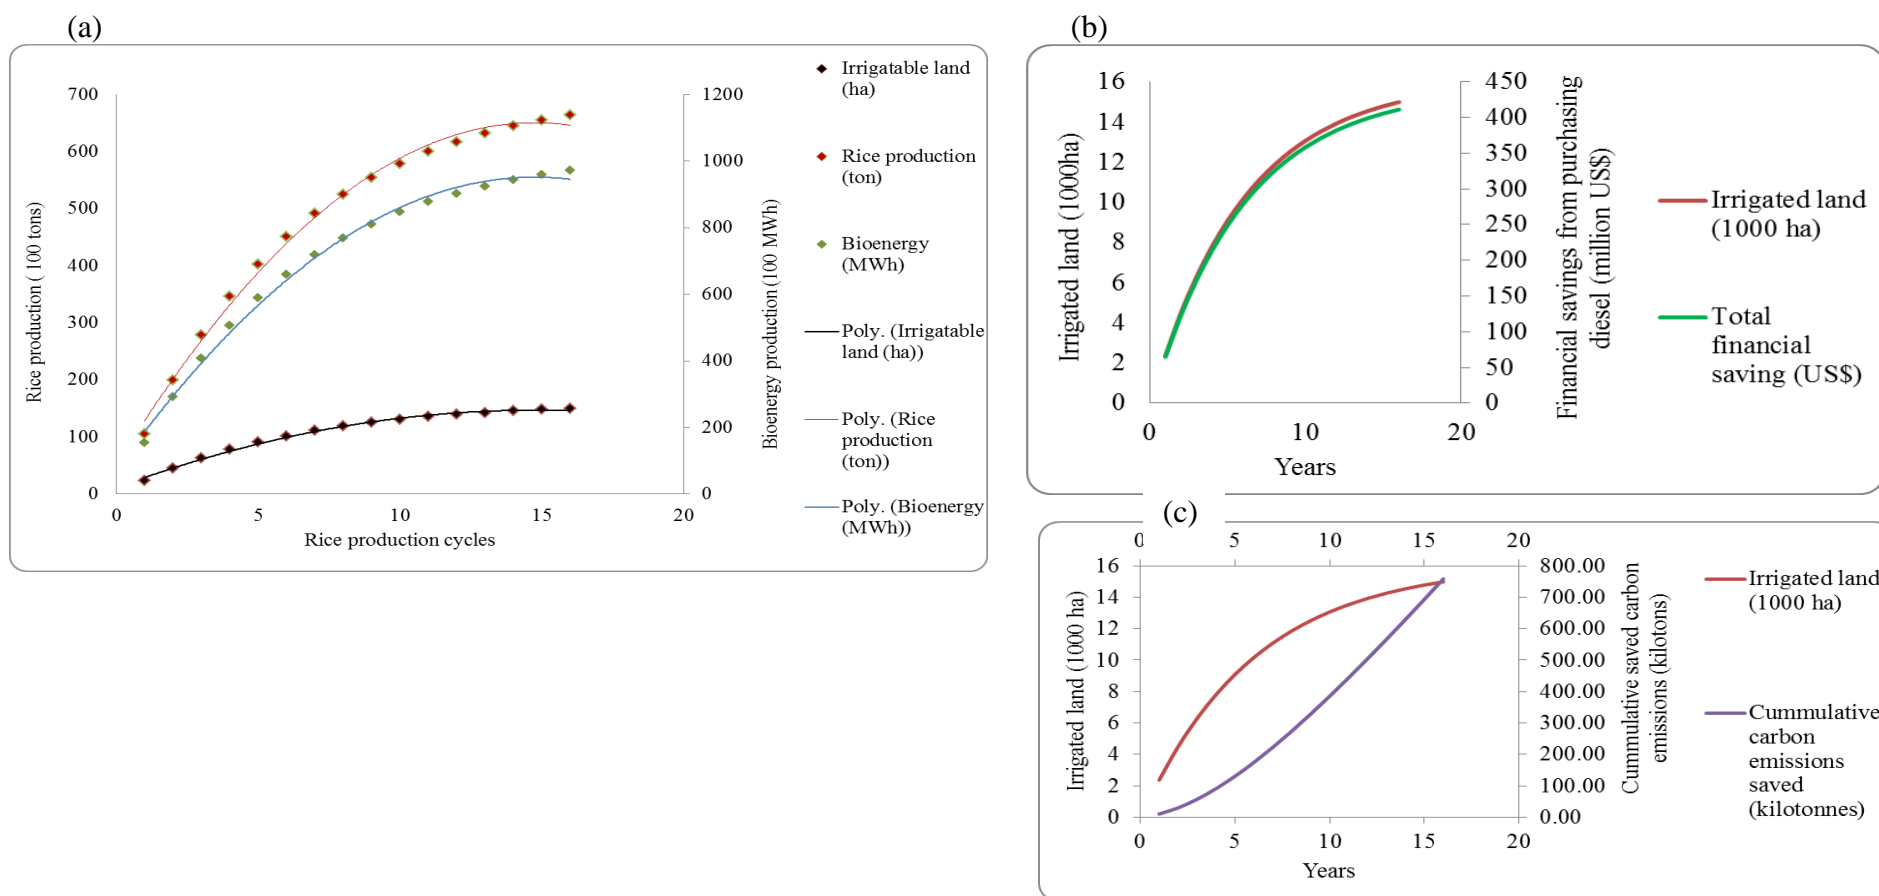 (a)
700
600
500
400
300
200
100
0
Rice production ( 100 tons)
1200
1000
800
600
400
200
0
Bioenergy production (100 MWh)
0
5
10
15
20
Rice production cycles
Irrigatable land
(ha)
Rice production
(ton)
Bioenergy
(MWh)
Poly. (Irrigatable
land (ha))
Poly. (Rice
production
(ton))
Poly. (Bioenergy
(MWh))
(b)
16
14
12
10
8
6
4
2
0
Irrigated land (1000ha)
450
400
350
300
250
200
150
100
50
0
Financial savings from purchasing
diesel (million US$)
0
10
20
Years
Irrigated land
(1000 ha)
Total
financial
saving (US$)
(c)
0
5
10
15
20
16
14
12
10
8
6
4
2
0
Irrigated land (1000 ha)
800.00
700.00
600.00
500.00
400.00
300.00
200.00
100.00
0.00
Cummulative saved carbon
emissions (kilotons)
0
5
10
15
20
Years
Irrigated land
(1000 ha)
Cummulative
carbon
emissions
saved
(kilotonnes)